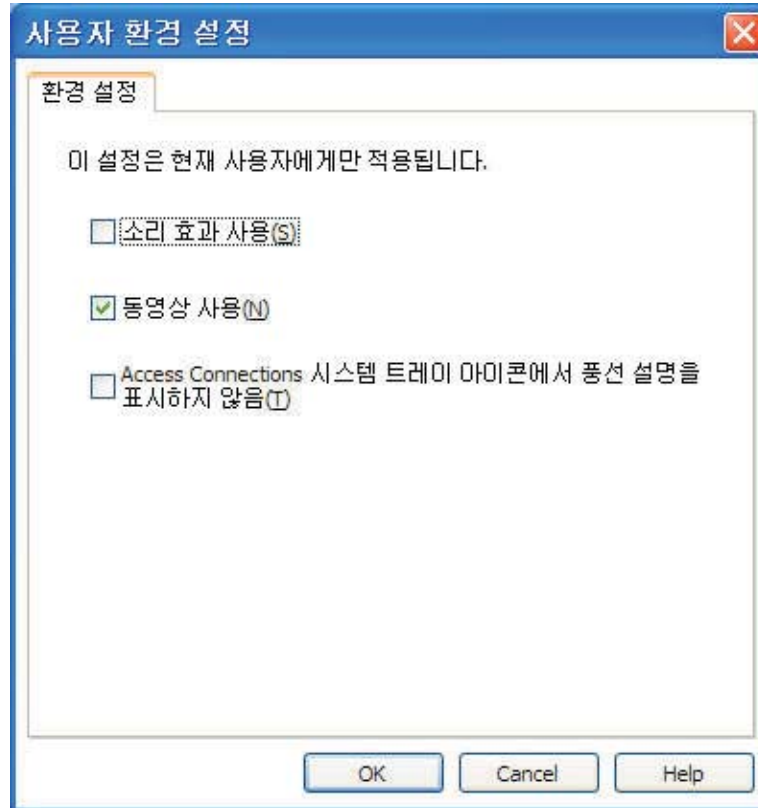 사용자 환경 설정
환경 설정
이 설정은 현재 사용자에게만 적용됩니다.
소리 효과 사용(S)
동영상 사용(N)
Access Connections 시스템 트레이 아이콘에서 풍선 설명을
표시하지 않음(T)
OK Cancel Help